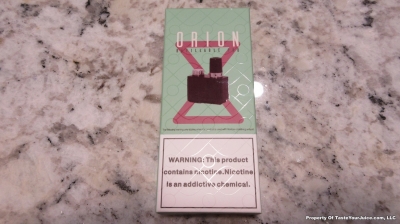 ORION
WARNING: This product
contains nicotine.Nicotine
is an addictive chemical.
Property Of TasteYourJuice.com, LLC